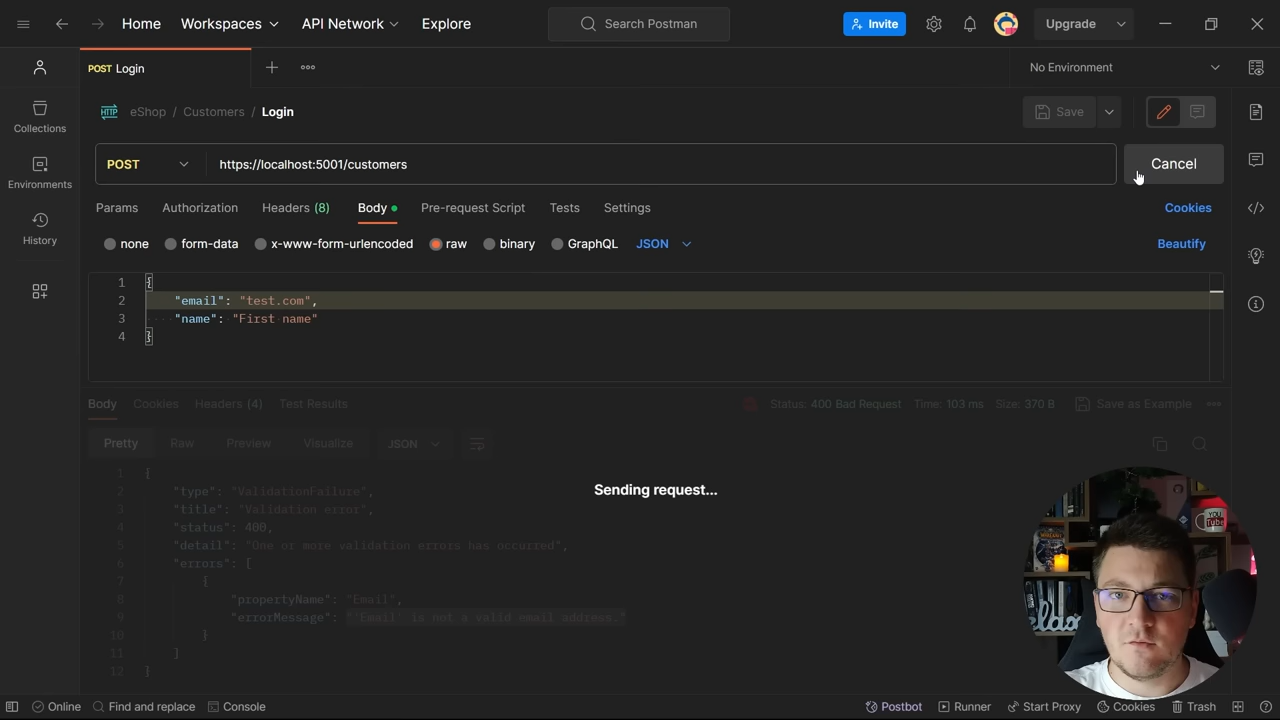 Home Workspaces API Network Explore Search Postman Invite Upgrade
POST Login No Environment
eShop / Customers / Login Save
POST https://localhost:5001/customers Cancel
Params Authorization Headers (8) Body Pre-request Script Tests Settings Cookies
none form-data x-www-form-urlencoded raw binary GraphQL JSON Beautify
Collections
Environments
History
1 {
2 "email": "test.com",
3 "name": "First name"
4 }
Body Cookies Headers (4) Test Results Status: 400 Bad Request Time: 103 ms Size: 370 B Save as Example
Pretty Raw Preview Visualize JSON
Sending request...
1 {
2 "type": "ValidationFailure",
3 "title": "Validation error",
4 "status": 400,
5 "detail": "One or more validation errors has occurred",
6 "errors": [
7 {
8 "propertyName": "Email",
9 "errorMessage": "'Email' is not a valid email address."
10 }
11 ]
12 }
YOU
Tube
Online Find and replace Console Postbot Runner Start Proxy Cookies Trash